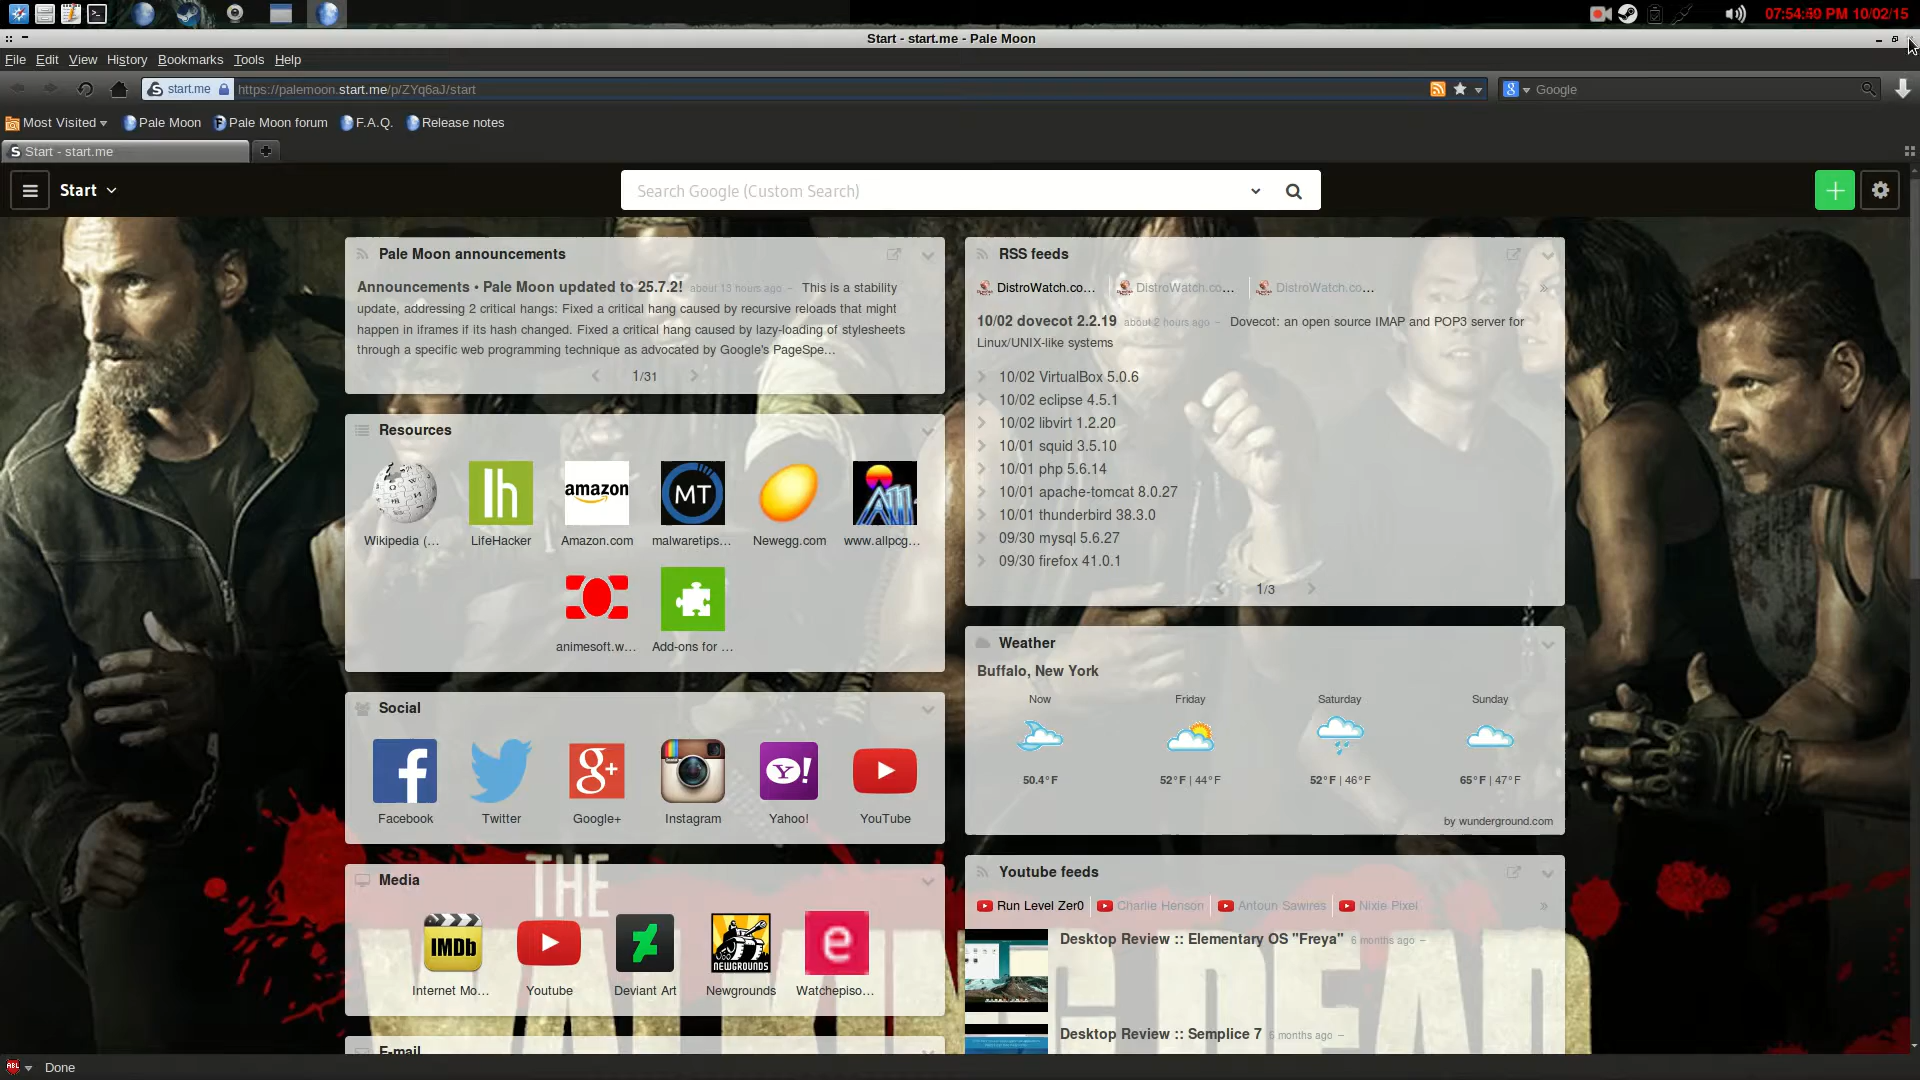 07:54:50 PM 10/02/15
Start - start.me - Pale Moon
File Edit View History Bookmarks Tools Help
start.me https://palemoon.start.me/p/ZYq6aJ/start
Google
Most Visited Pale Moon Pale Moon forum F.A.Q. Release notes
Start - start.me
Start
Search Google (Custom Search)
Pale Moon announcements
Announcements • Pale Moon updated to 25.7.2! about 13 hours ago – This is a stability
update, addressing 2 critical hangs: Fixed a critical hang caused by recursive reloads that might
happen in iframes if its hash changed. Fixed a critical hang caused by lazy-loading of stylesheets
through a specific web programming technique as advocated by Google's PageSpe...
1/31
Resources
lh amazon MT
Wikipedia (... LifeHacker Amazon.com malwaretips... Newegg.com www.allpcg...
animesoft.w... Add-ons for ...
Social
Facebook Twitter Google+ Instagram Yahoo! YouTube
Media
IMDb NEWGROUNDS e
Internet Mo... Youtube Deviant Art Newgrounds Watchepiso...
E-mail
RSS feeds
DistroWatch.co... DistroWatch.co... DistroWatch.co...
10/02 dovecot 2.2.19 about 2 hours ago – Dovecot: an open source IMAP and POP3 server for
Linux/UNIX-like systems
10/02 VirtualBox 5.0.6
10/02 eclipse 4.5.1
10/02 libvirt 1.2.20
10/01 squid 3.5.10
10/01 php 5.6.14
10/01 apache-tomcat 8.0.27
10/01 thunderbird 38.3.0
09/30 mysql 5.6.27
09/30 firefox 41.0.1
1/3
Weather
Buffalo, New York
Now Friday Saturday Sunday
50.4°F 52°F | 44°F 52°F | 46°F 65°F | 47°F
by wunderground.com
Youtube feeds
Run Level Zer0 Charlie Henson Antoun Sawires Nixie Pixel
Desktop Review :: Elementary OS "Freya" 6 months ago –
Desktop Review :: Semplice 7 6 months ago –
THE
G DEAD
ABL Done